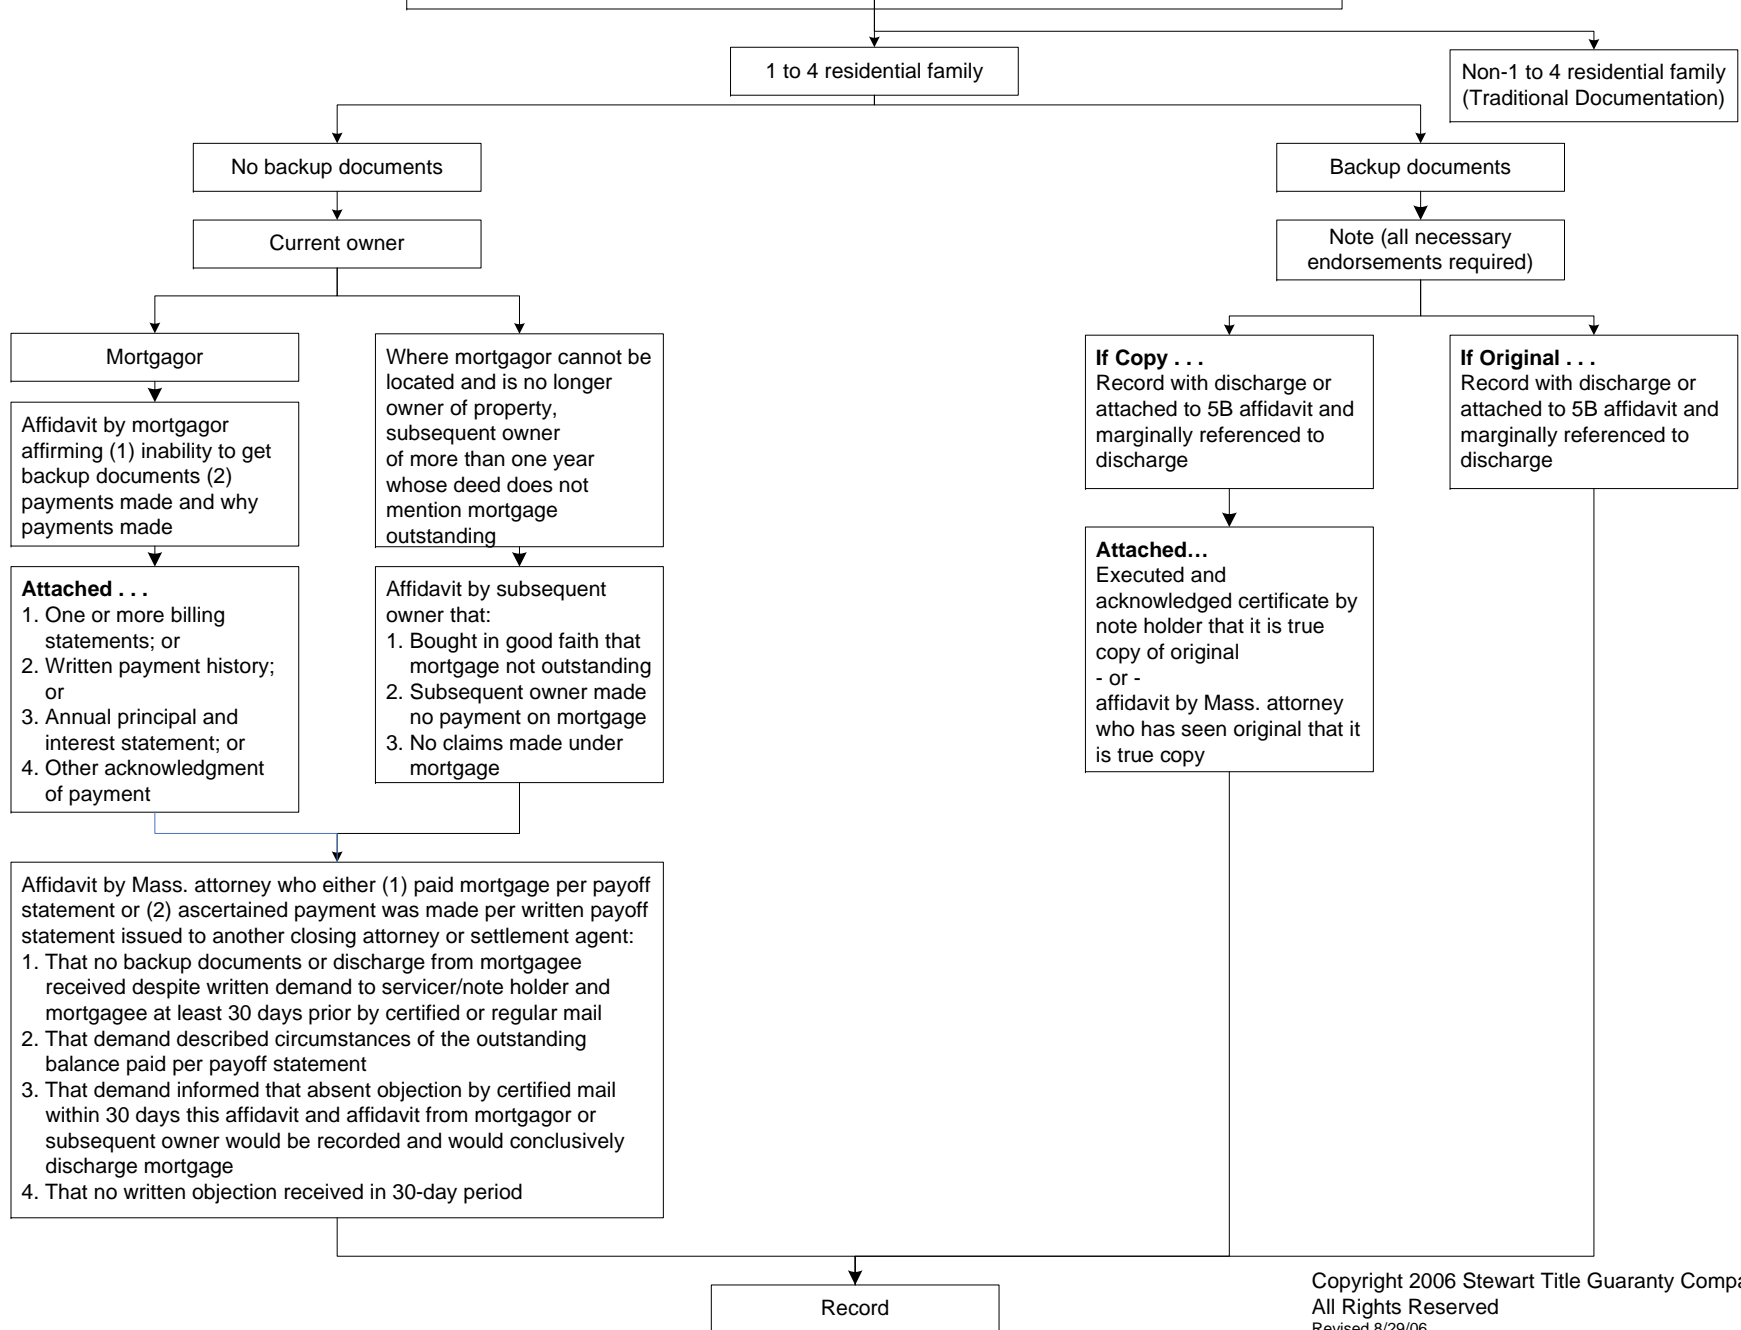 1 to 4 residential family
Non-1 to 4 residential family
(Traditional Documentation)
No backup documents
Backup documents
Current owner
Note (all necessary
endorsements required)
Mortgagor
Affidavit by mortgagor
affirming (1) inability to get
backup documents (2)
payments made and why
payments made
Attached . . .
1. One or more billing
statements; or
2. Written payment history;
or
3. Annual principal and
interest statement; or
4. Other acknowledgment
of payment
Where mortgagor cannot be
located and is no longer
owner of property,
subsequent owner
of more than one year
whose deed does not
mention mortgage
outstanding
Affidavit by subsequent
owner that:
1. Bought in good faith that
mortgage not outstanding
2. Subsequent owner made
no payment on mortgage
3. No claims made under
mortgage
If Copy . . .
Record with discharge or
attached to 5B affidavit and
marginally referenced to
discharge
Attached...
Executed and
acknowledged certificate by
note holder that it is true
copy of original
- or -
affidavit by Mass. attorney
who has seen original that it
is true copy
If Original . . .
Record with discharge or
attached to 5B affidavit and
marginally referenced to
discharge
Affidavit by Mass. attorney who either (1) paid mortgage per payoff
statement or (2) ascertained payment was made per written payoff
statement issued to another closing attorney or settlement agent:
1. That no backup documents or discharge from mortgagee
received despite written demand to servicer/note holder and
mortgagee at least 30 days prior by certified or regular mail
2. That demand described circumstances of the outstanding
balance paid per payoff statement
3. That demand informed that absent objection by certified mail
within 30 days this affidavit and affidavit from mortgagor or
subsequent owner would be recorded and would conclusively
discharge mortgage
4. That no written objection received in 30-day period
Record
Copyright 2006 Stewart Title Guaranty Compa
All Rights Reserved
Revised 8/29/06